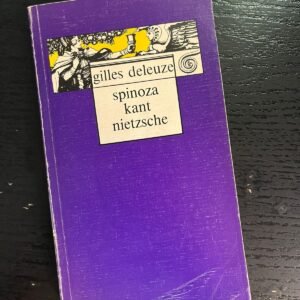 gilles deleuze
spinoza
kant
nietzsche